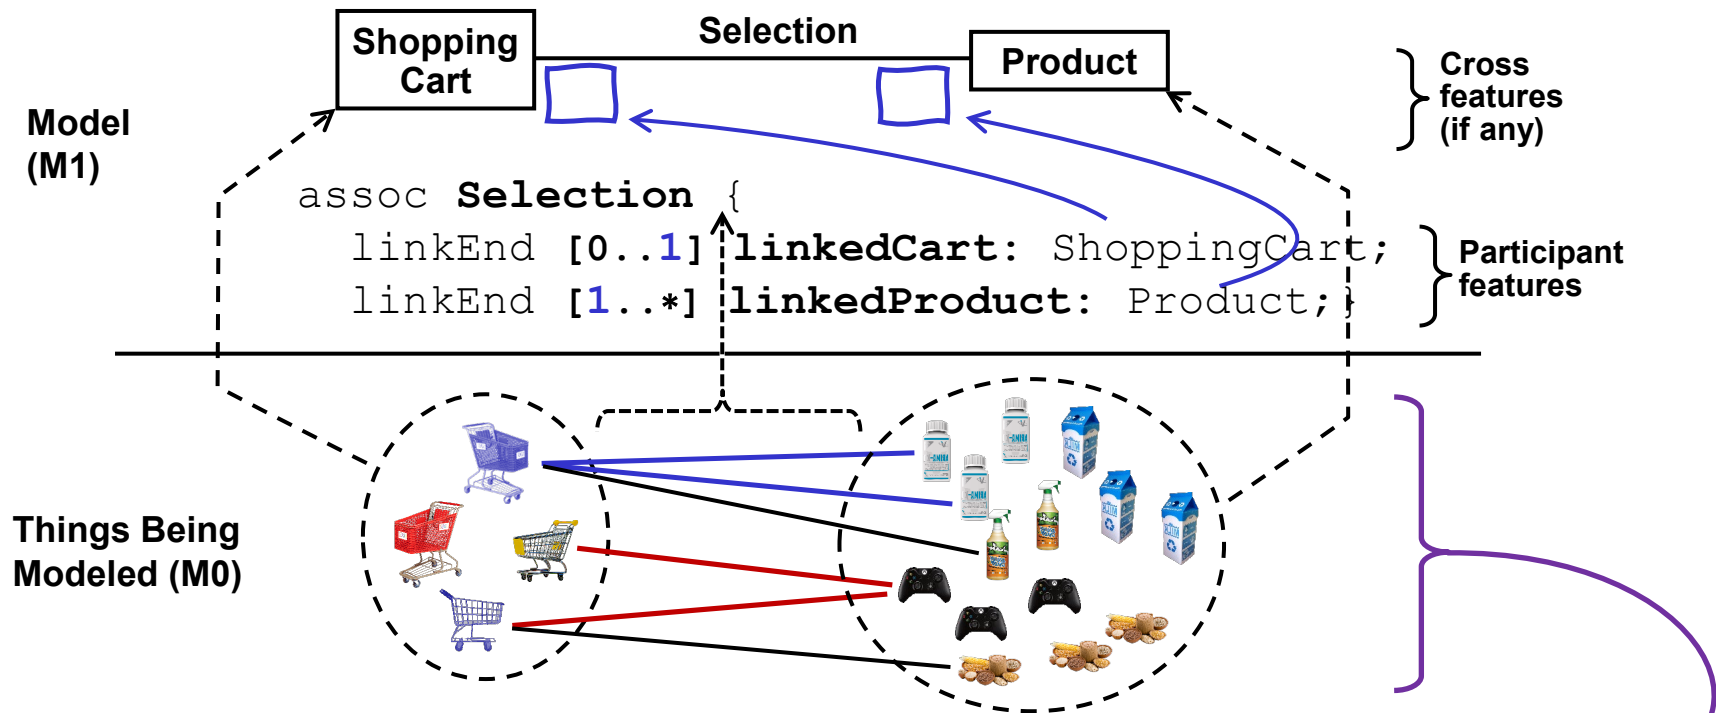 Shopping
Cart
Selection
Product
Cross
features
(if any)
Model
(M1)
assoc Selection {
linkEnd [0..1] linkedCart: ShoppingCart;
linkEnd [1..*] linkedProduct: Product;}
Participant
features
Things Being
Modeled (M0)